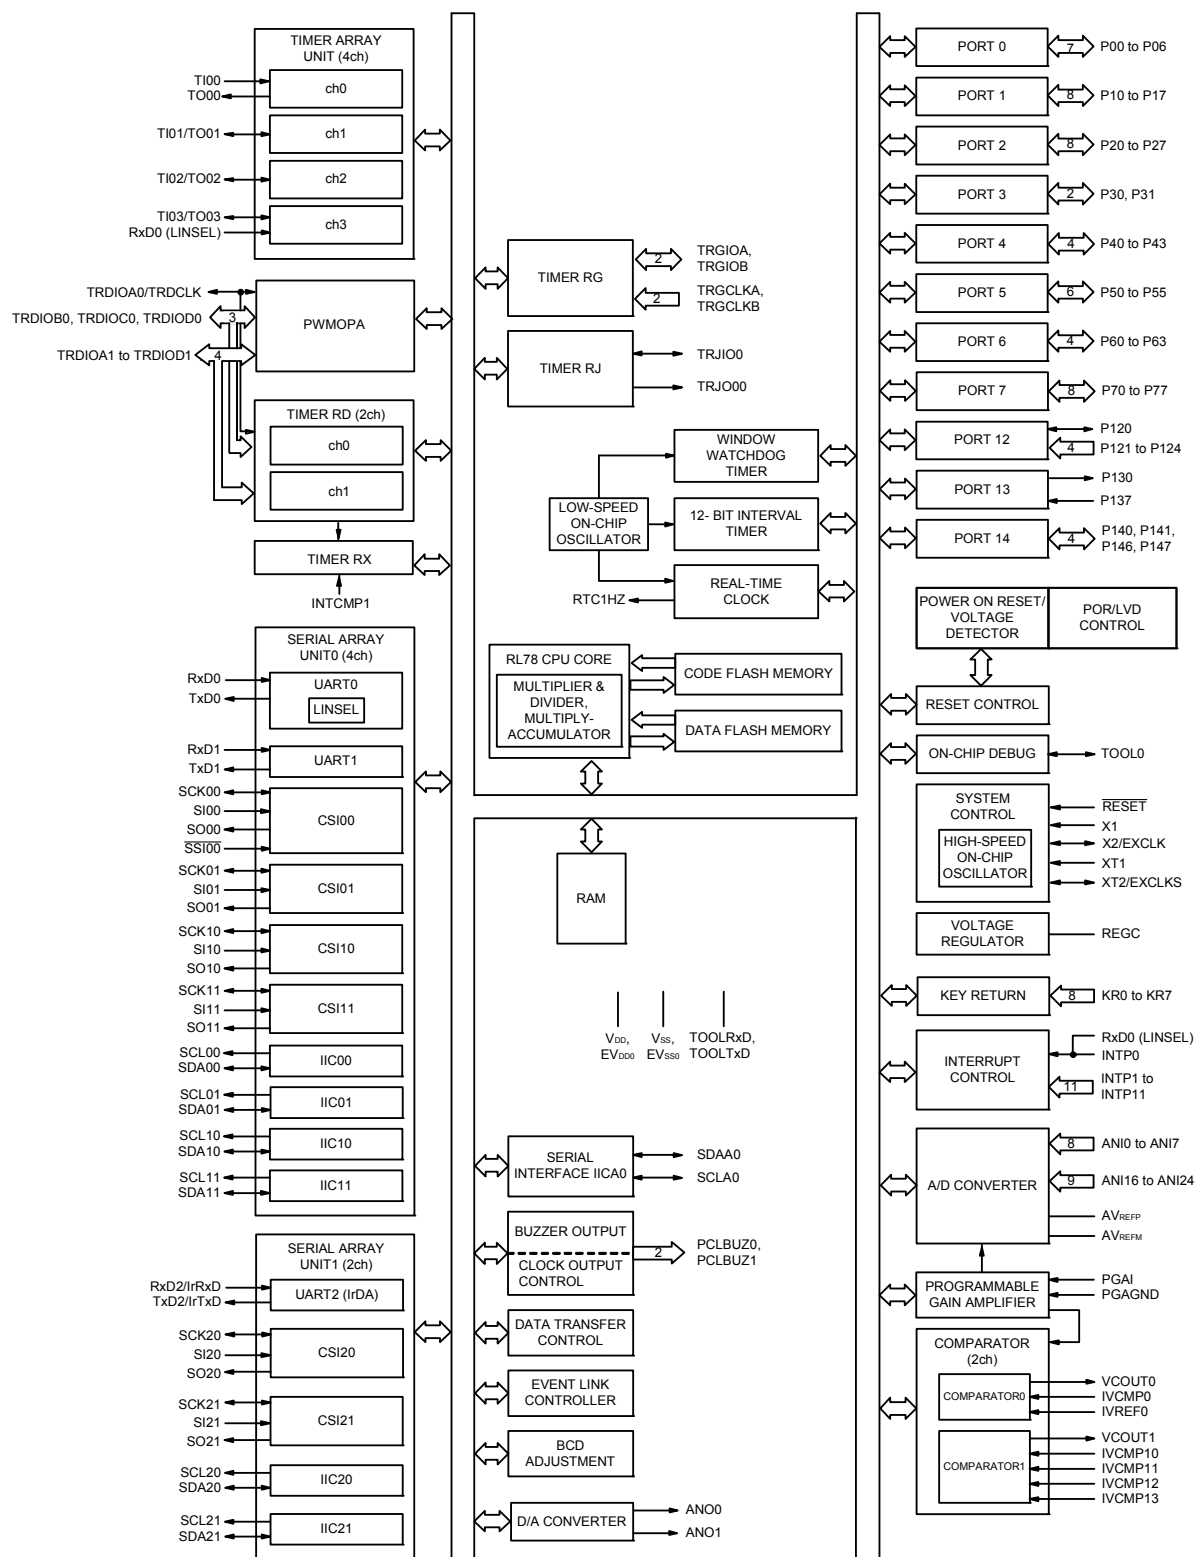 TIMER ARRAY
UNIT (4ch)
TI00
TO00
ch0
TI01/TO01
ch1
TI02/TO02
ch2
TI03/TO03
RxD0 (LINSEL)
ch3
TRDIOA0/TRDCLK
TRDIOB0, TRDIOC0, TRDIOD0
3
TRDIOA1 to TRDIOD1
4
PWMOPA
TIMER RD (2ch)
ch0
ch1
TIMER RX
INTCMP1
SERIAL ARRAY
UNIT0 (4ch)
RxD0
TxD0
UART0
LINSEL
RxD1
TxD1
UART1
SCK00
SI00
SO00
SSI00
CSI00
SCK01
SI01
SO01
CSI01
SCK10
SI10
SO10
CSI10
SCK11
SI11
SO11
CSI11
SCL00
SDA00
IIC00
SCL01
SDA01
IIC01
SCL10
SDA10
IIC10
SCL11
SDA11
IIC11
SERIAL ARRAY
UNIT1 (2ch)
RxD2/IrRxD
TxD2/IrTxD
UART2 (IrDA)
SCK20
SI20
SO20
CSI20
SCK21
SI21
SO21
CSI21
SCL20
SDA20
IIC20
SCL21
SDA21
IIC21
TIMER RG
2
TRGIOA,
TRGIOB
2
TRGCLKA,
TRGCLKB
TIMER RJ
TRJIO0
TRJO00
WINDOW
WATCHDOG
TIMER
LOW-SPEED
ON-CHIP
OSCILLATOR
12- BIT INTERVAL
TIMER
RTC1HZ
REAL-TIME
CLOCK
RL78 CPU CORE
MULTIPLIER &
DIVIDER,
MULTIPLY-
ACCUMULATOR
CODE FLASH MEMORY
DATA FLASH MEMORY
RAM
VDD,
EVDD0
VSS,
EVSS0
TOOLRxD,
TOOLTxD
SERIAL
INTERFACE IICA0
SDAA0
SCLA0
BUZZER OUTPUT
CLOCK OUTPUT
CONTROL
2
PCLBUZ0,
PCLBUZ1
DATA TRANSFER
CONTROL
EVENT LINK
CONTROLLER
BCD
ADJUSTMENT
D/A CONVERTER
ANO0
ANO1
PORT 0
7
P00 to P06
PORT 1
8
P10 to P17
PORT 2
8
P20 to P27
PORT 3
2
P30, P31
PORT 4
4
P40 to P43
PORT 5
6
P50 to P55
PORT 6
4
P60 to P63
PORT 7
8
P70 to P77
PORT 12
P120
4
P121 to P124
PORT 13
P130
P137
PORT 14
4
P140, P141,
P146, P147
POWER ON RESET/
VOLTAGE
DETECTOR
POR/LVD
CONTROL
RESET CONTROL
ON-CHIP DEBUG
TOOL0
SYSTEM
CONTROL
HIGH-SPEED
ON-CHIP
OSCILLATOR
RESET
X1
X2/EXCLK
XT1
XT2/EXCLKS
VOLTAGE
REGULATOR
REGC
KEY RETURN
8
KR0 to KR7
INTERRUPT
CONTROL
RxD0 (LINSEL)
INTP0
11
INTP1 to
INTP11
A/D CONVERTER
8
ANI0 to ANI7
9
ANI16 to ANI24
AVREFP
AVREFM
PROGRAMMABLE
GAIN AMPLIFIER
PGAI
PGAGND
COMPARATOR
(2ch)
COMPARATOR0
VCOUT0
IVCMP0
IVREF0
COMPARATOR1
VCOUT1
IVCMP10
IVCMP11
IVCMP12
IVCMP13